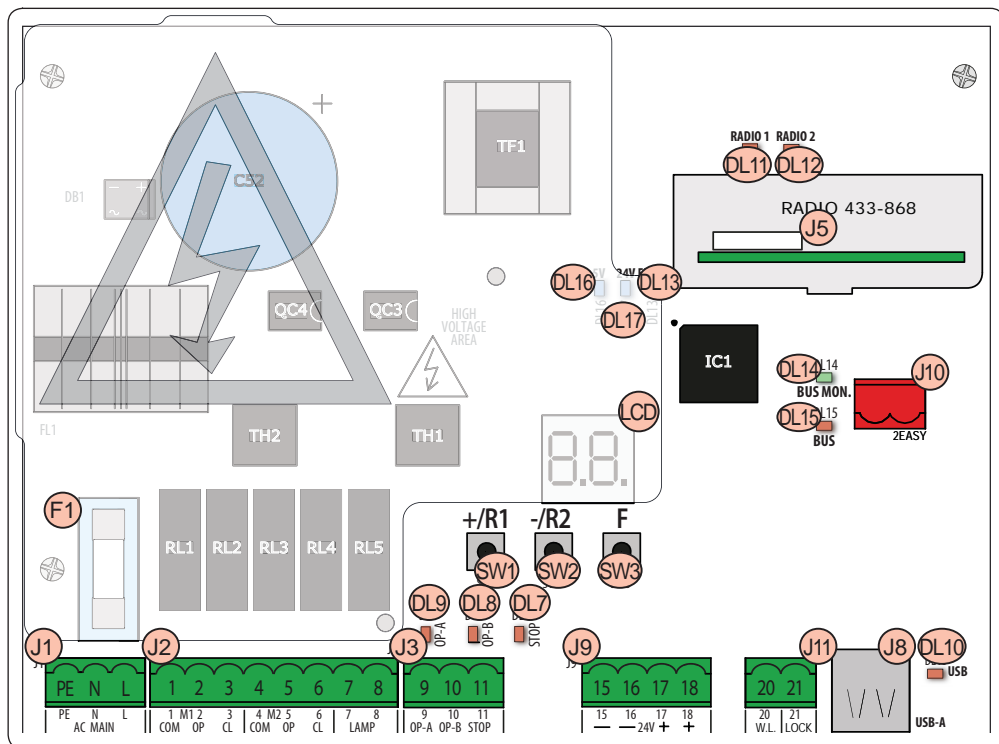 RADIO 1 RADIO 2
DL11 DL12
RADIO 433-868
J5
+
C52
TF1
DB1
- +
~ ~
DL16 5V 24V DL13
DL17
DL16 DL13
QC4 QC3
HIGH
VOLTAGE
AREA
IC1
DL14 DL14
BUS MON.
J10
DL15 DL15
BUS
2EASY
LCD
8.8.
FL1
TH2 TH1
F1
+/R1 -/R2 F
RL1 RL2 RL3 RL4 RL5
SW1 SW2 SW3
DL9 DL8 DL7
OP-A OP-B STOP
J1 J2 J3 J9 J11 J8 DL10
USB
PE N L 1 2 3 4 5 6 7 8 9 10 11 15 16 17 18 20 21
USB-A
PE N L 1 M1 2 3 4 M2 5 6 7 8 9 10 11 15 16 17 18 20 21
AC MAIN COM OP CL COM OP CL LAMP OP-A OP-B STOP — — 24V + + W.L. LOCK